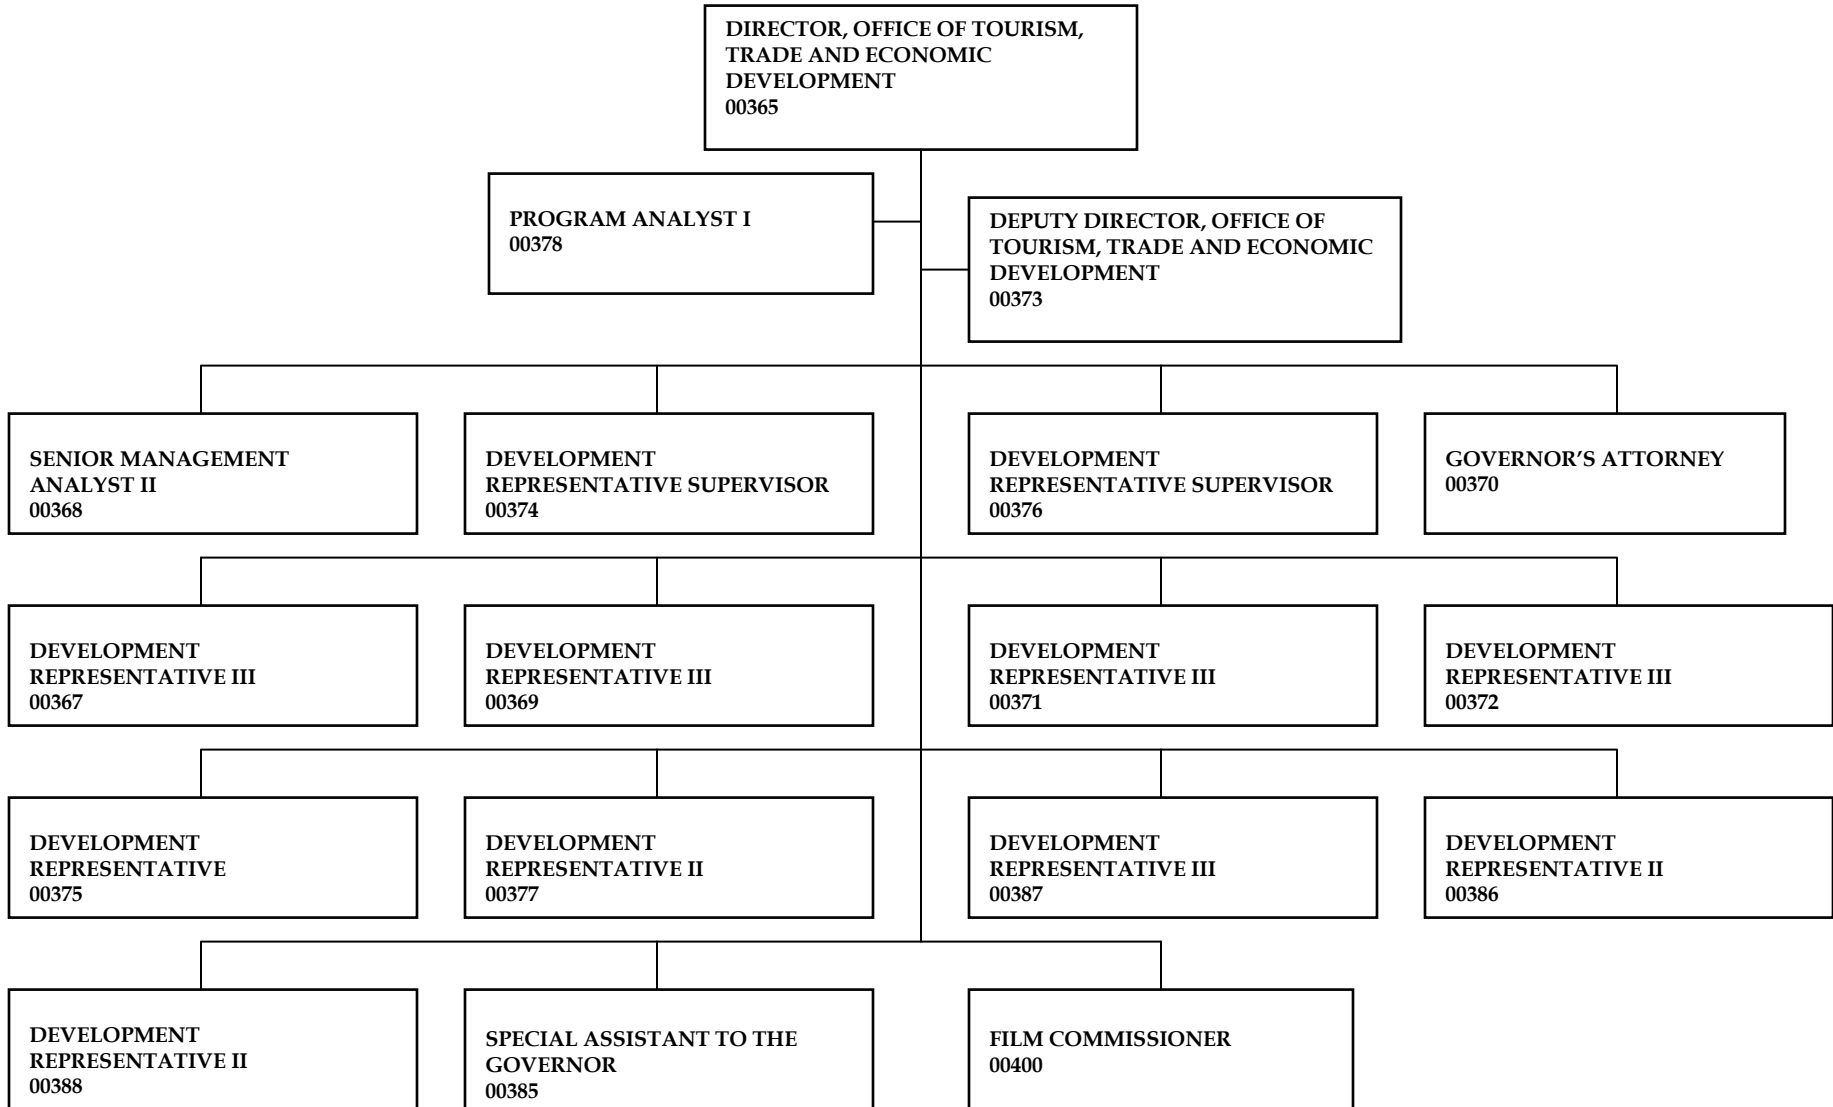 DIRECTOR, OFFICE OF TOURISM,
TRADE AND ECONOMIC
DEVELOPMENT
00365
PROGRAM ANALYST I
00378
DEPUTY DIRECTOR, OFFICE OF
TOURISM, TRADE AND ECONOMIC
DEVELOPMENT
00373
SENIOR MANAGEMENT
ANALYST II
00368
DEVELOPMENT
REPRESENTATIVE SUPERVISOR
00374
DEVELOPMENT
REPRESENTATIVE SUPERVISOR
00376
GOVERNOR’S ATTORNEY
00370
DEVELOPMENT
REPRESENTATIVE III
00367
DEVELOPMENT
REPRESENTATIVE III
00369
DEVELOPMENT
REPRESENTATIVE III
00371
DEVELOPMENT
REPRESENTATIVE III
00372
DEVELOPMENT
REPRESENTATIVE
00375
DEVELOPMENT
REPRESENTATIVE II
00377
DEVELOPMENT
REPRESENTATIVE III
00387
DEVELOPMENT
REPRESENTATIVE II
00386
DEVELOPMENT
REPRESENTATIVE II
00388
SPECIAL ASSISTANT TO THE
GOVERNOR
00385
FILM COMMISSIONER
00400